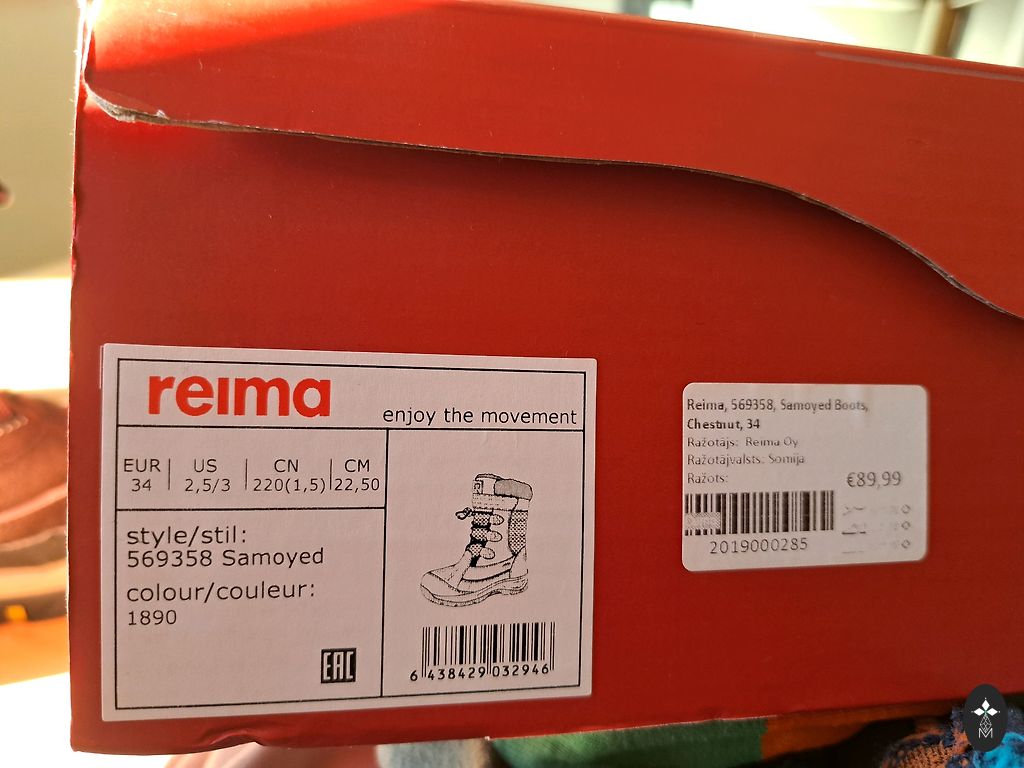 reima
enjoy the movement
EUR US CN CM
34 2,5/3 220(1,5) 22,50
style/stil:
569358 Samoyed
colour/couleur:
1890
EAC
6 438429 032946
Reima, 569358, Samoyed Boots,
Chestnut, 34
Ražotājs: Reima Oy
Ražotājvalsts: Somija
Ražots:
€89,99
2019000285
M